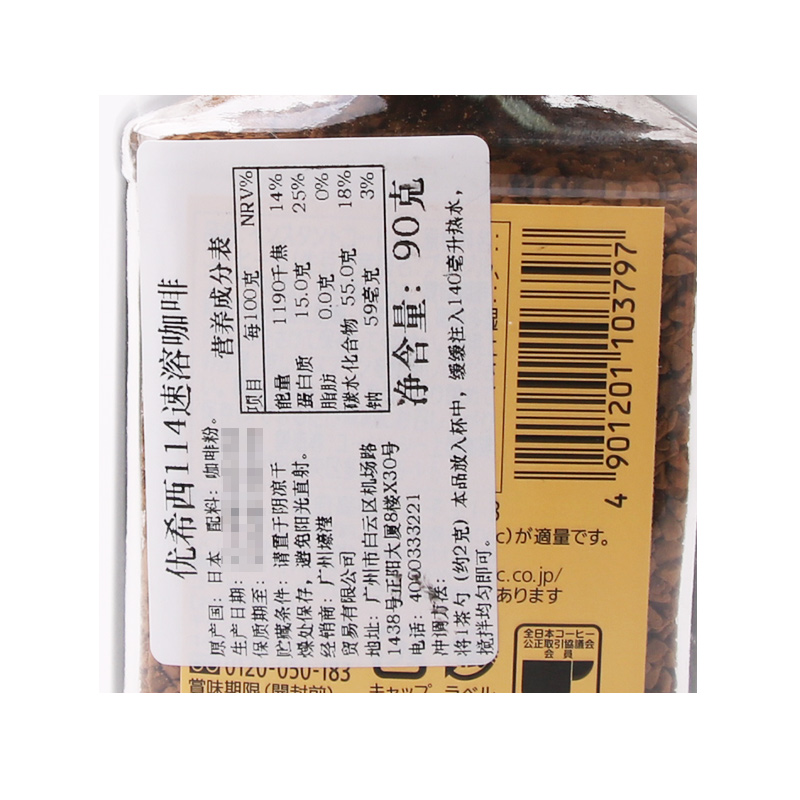 优希西114速溶咖啡
原产国：日本 配料：咖啡粉。
生产日期：
保质期至：
贮藏条件：请置于阴凉干
燥处保存，避免阳光直射。
经销商：广州壕滢
贸易有限公司
地址：广州市白云区机场路
1438号正阳大厦8楼X30号
电话：4000333221
冲调方法：
将1茶勺（约2克）本品放入杯中，缓缓注入140毫升热水，
搅拌均匀即可。
营养成分表
项目 每100克 NRV%
能量 1190千焦 14%
蛋白质 15.0克 25%
脂肪 0.0克 0%
碳水化合物 55.0克 18%
钠 59毫克 3%
净含量：90克
4 901201 103797
c)が適量です。
c.co.jp/
あります
全日本コーヒー
公正取引協議会
会員
0120-050-183
賞味期限(開封前)
キャップ
ラベル